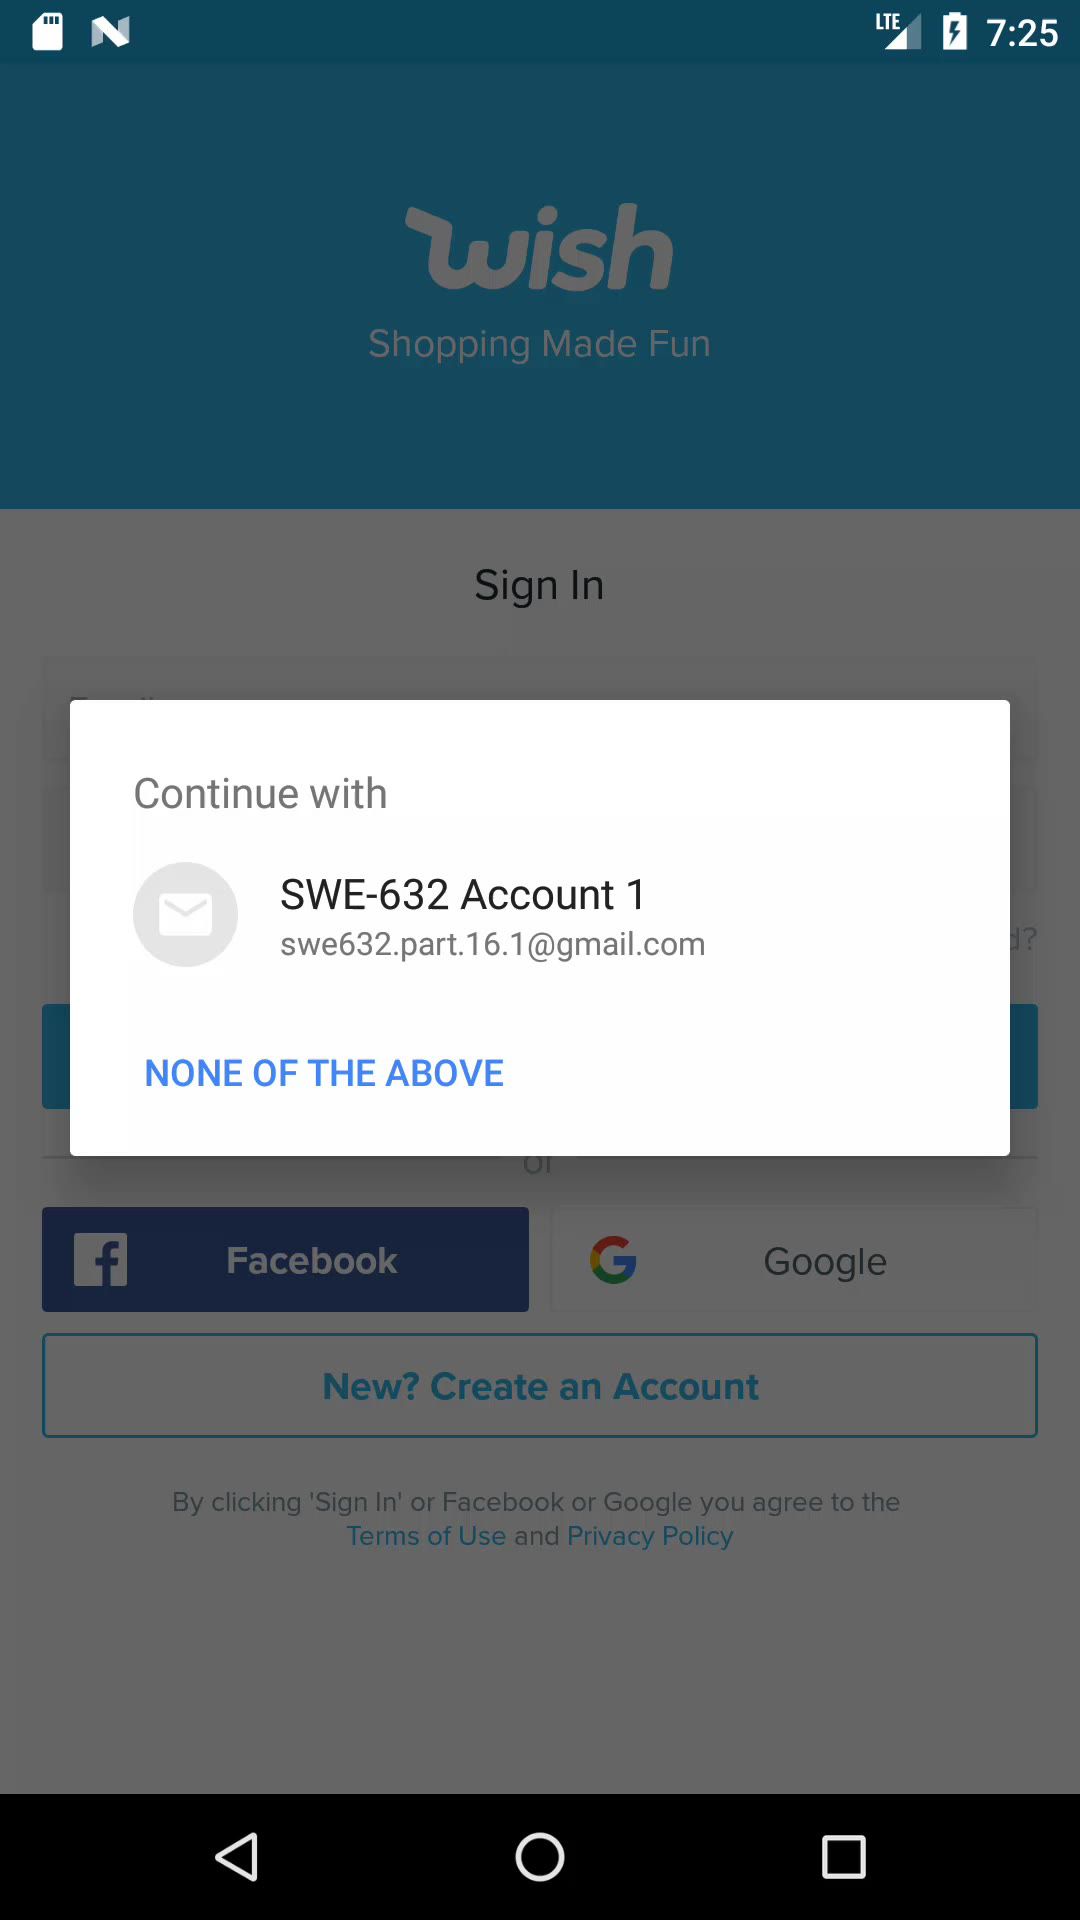 LTE 7:25
wish
Shopping Made Fun
Sign In
Continue with
SWE-632 Account 1
swe632.part.16.1@gmail.com
NONE OF THE ABOVE
or
Facebook
Google
New? Create an Account
By clicking 'Sign In' or Facebook or Google you agree to the
Terms of Use and Privacy Policy